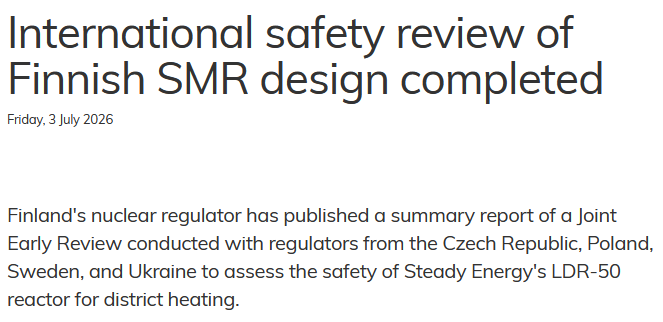 International safety review of
Finnish SMR design completed
Friday, 3 July 2026
Finland's nuclear regulator has published a summary report of a Joint
Early Review conducted with regulators from the Czech Republic, Poland,
Sweden, and Ukraine to assess the safety of Steady Energy's LDR-50
reactor for district heating.